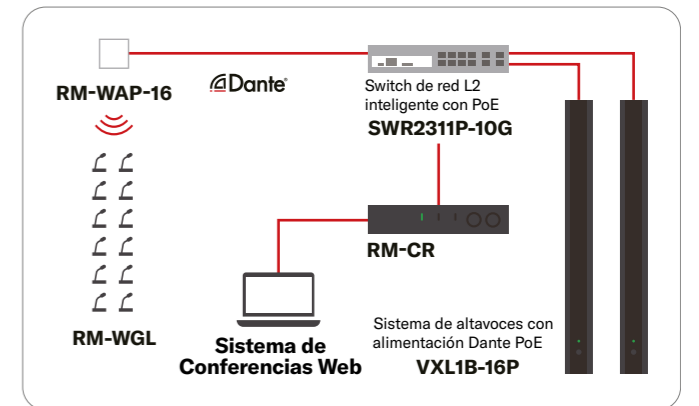 RM-WAP-16
Dante®
Switch de red L2
inteligente con PoE
SWR2311P-10G
RM-CR
RM-WGL
Sistema de
Conferencias Web
Sistema de altavoces con
alimentación Dante PoE
VXL1B-16P